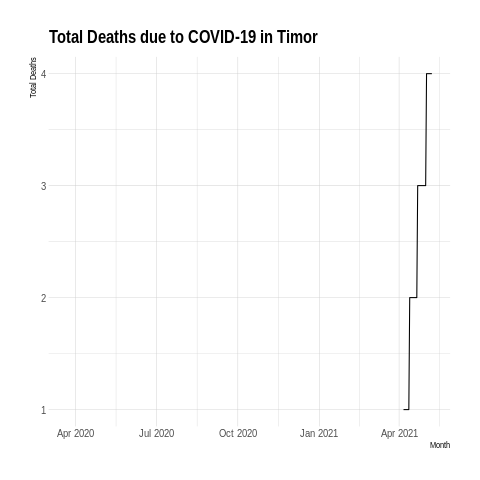 Total Deaths due to COVID-19 in Timor
Total Deaths
4
3
2
1
Apr 2020 Jul 2020 Oct 2020 Jan 2021 Apr 2021
Month